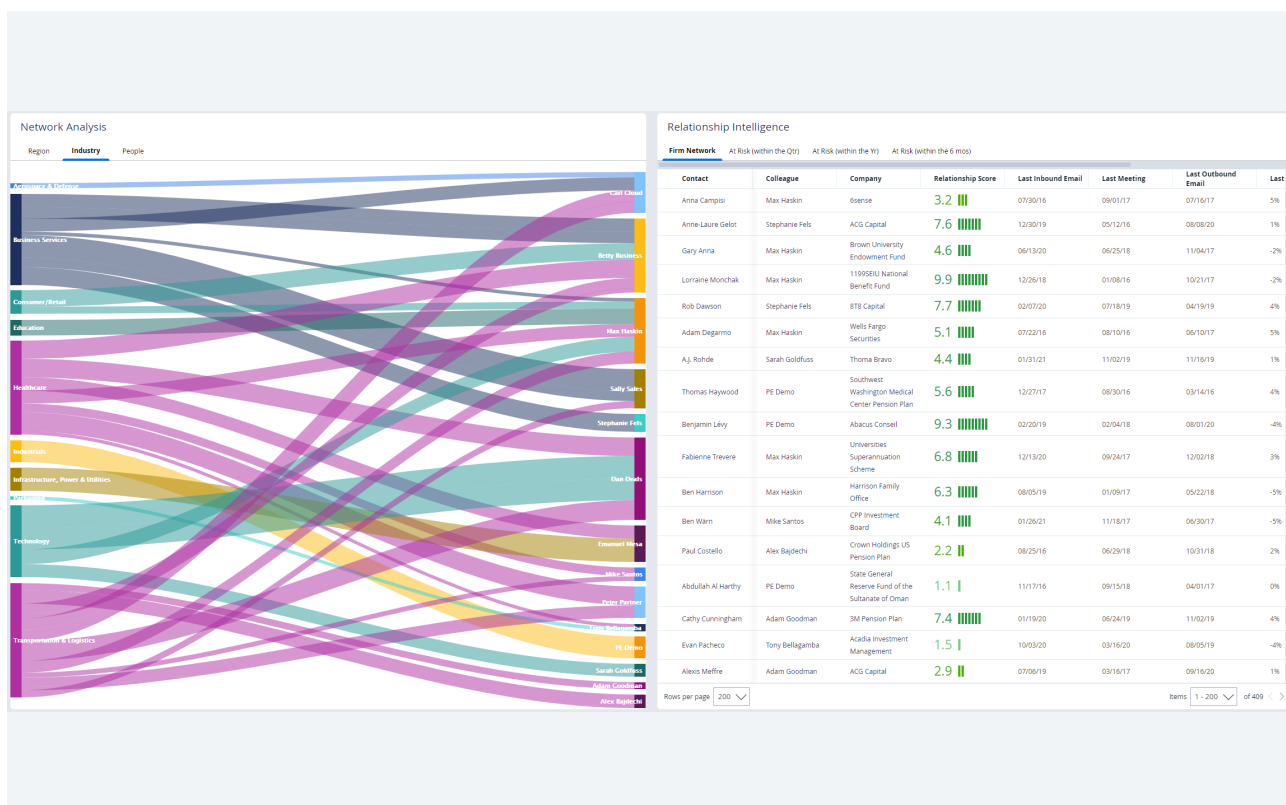 Network Analysis
Region Industry People
Aerospace & Defense
Business Services
Consumer/Retail
Education
Healthcare
Industrials
Infrastructure, Power & Utilities
Technology
Transportation & Logistics
Carl Cloud
Betty Business
Max Haskin
Sally Sales
Stephanie Fels
Dan Deals
Emanuel Mesa
Mike Santos
Peter Partner
Tony Bellagamba
PE Demo
Sarah Goldfuss
Adam Goodman
Alex Bajdechi
Relationship Intelligence
Firm Network At Risk (within the Qtr) At Risk (within the Yr) At Risk (within the 6 mos)
Contact Colleague Company Relationship Score Last Inbound Email Last Meeting Last Outbound Email Last
Anna Campisi Max Haskin 6sense 3.2 07/30/16 09/01/17 07/16/17 5%
Anne-Laure Gelot Stephanie Fels ACG Capital 7.6 12/30/19 05/12/16 08/08/20 1%
Gary Anna Max Haskin Brown University Endowment Fund 4.6 06/13/20 06/25/18 11/04/17 -2%
Lorraine Monchak Max Haskin 1199SEIU National Benefit Fund 9.9 12/26/18 01/08/16 10/21/17 -2%
Rob Dawson Stephanie Fels 8T8 Capital 7.7 02/07/20 07/18/19 04/19/19 4%
Adam Degarmo Max Haskin Wells Fargo Securities 5.1 07/22/16 08/10/16 06/10/17 5%
A.J. Rohde Sarah Goldfuss Thoma Bravo 4.4 01/31/21 11/02/19 11/16/19 1%
Thomas Haywood PE Demo Southwest Washington Medical Center Pension Plan 5.6 12/27/17 08/30/16 03/14/16 4%
Benjamin Lévy PE Demo Abacus Conseil 9.3 02/20/19 02/04/18 08/01/20 -4%
Fabienne Trevere Max Haskin Universities Superannuation Scheme 6.8 12/13/20 09/24/17 12/02/18 3%
Ben Harrison Max Haskin Harrison Family Office 6.3 08/05/19 01/09/17 05/22/18 -5%
Ben Wärn Mike Santos CPP Investment Board 4.1 01/26/21 11/18/17 06/30/17 -5%
Paul Costello Alex Bajdechi Crown Holdings US Pension Plan 2.2 08/25/16 06/29/18 10/31/18 2%
Abdullah Al Harthy PE Demo State General Reserve Fund of the Sultanate of Oman 1.1 11/17/16 09/15/18 04/01/17 0%
Cathy Cunningham Adam Goodman 3M Pension Plan 7.4 01/19/20 06/24/19 11/02/19 4%
Evan Pacheco Tony Bellagamba Acadia Investment Management 1.5 10/03/20 03/16/20 08/05/19 -4%
Alexis Meffre Adam Goodman ACG Capital 2.9 07/06/19 03/16/17 09/16/20 1%
Rows per page 200 Items 1 - 200 of 409